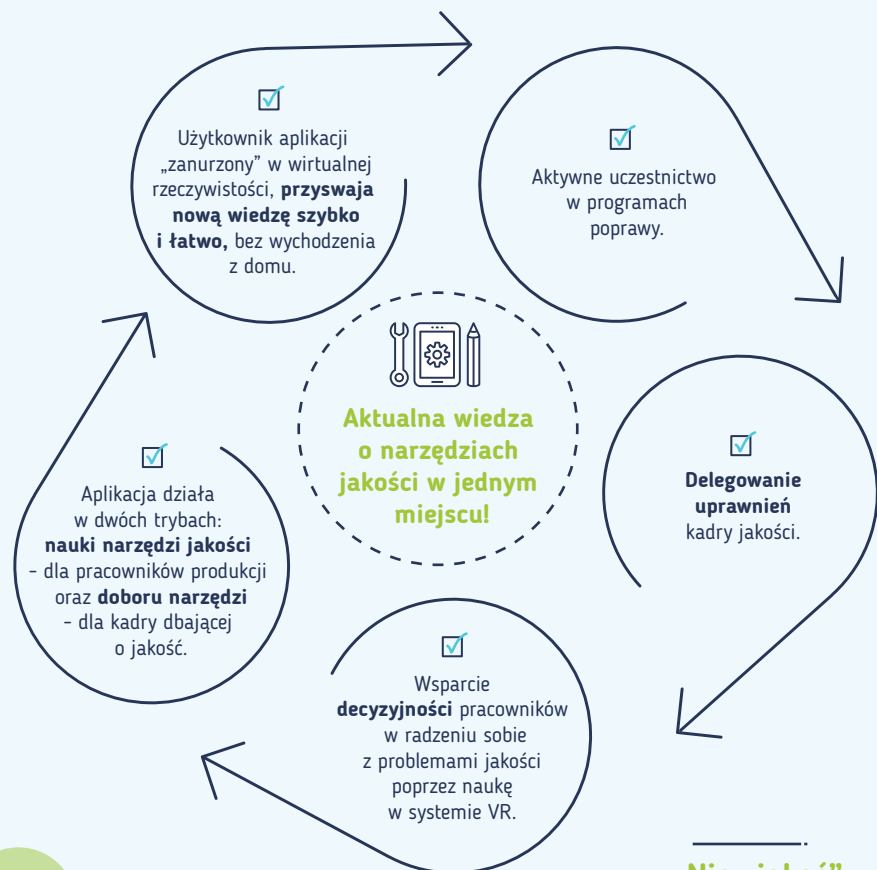 Użytkownik aplikacji
„zanurzony” w wirtualnej
rzeczywistości, przyswaja
nową wiedzę szybko
i łatwo, bez wychodzenia
z domu.
Aktywne uczestnictwo
w programach
poprawy.
Delegowanie
uprawnień
kadry jakości.
Wsparcie
decyzyjności pracowników
w radzeniu sobie
z problemami jakości
poprzez naukę
w systemie VR.
Aplikacja działa
w dwóch trybach:
nauki narzędzi jakości
- dla pracowników produkcji
oraz doboru narzędzi
- dla kadry dbającej
o jakość.
Aktualna wiedza
o narzędziach
jakości w jednym
miejscu!